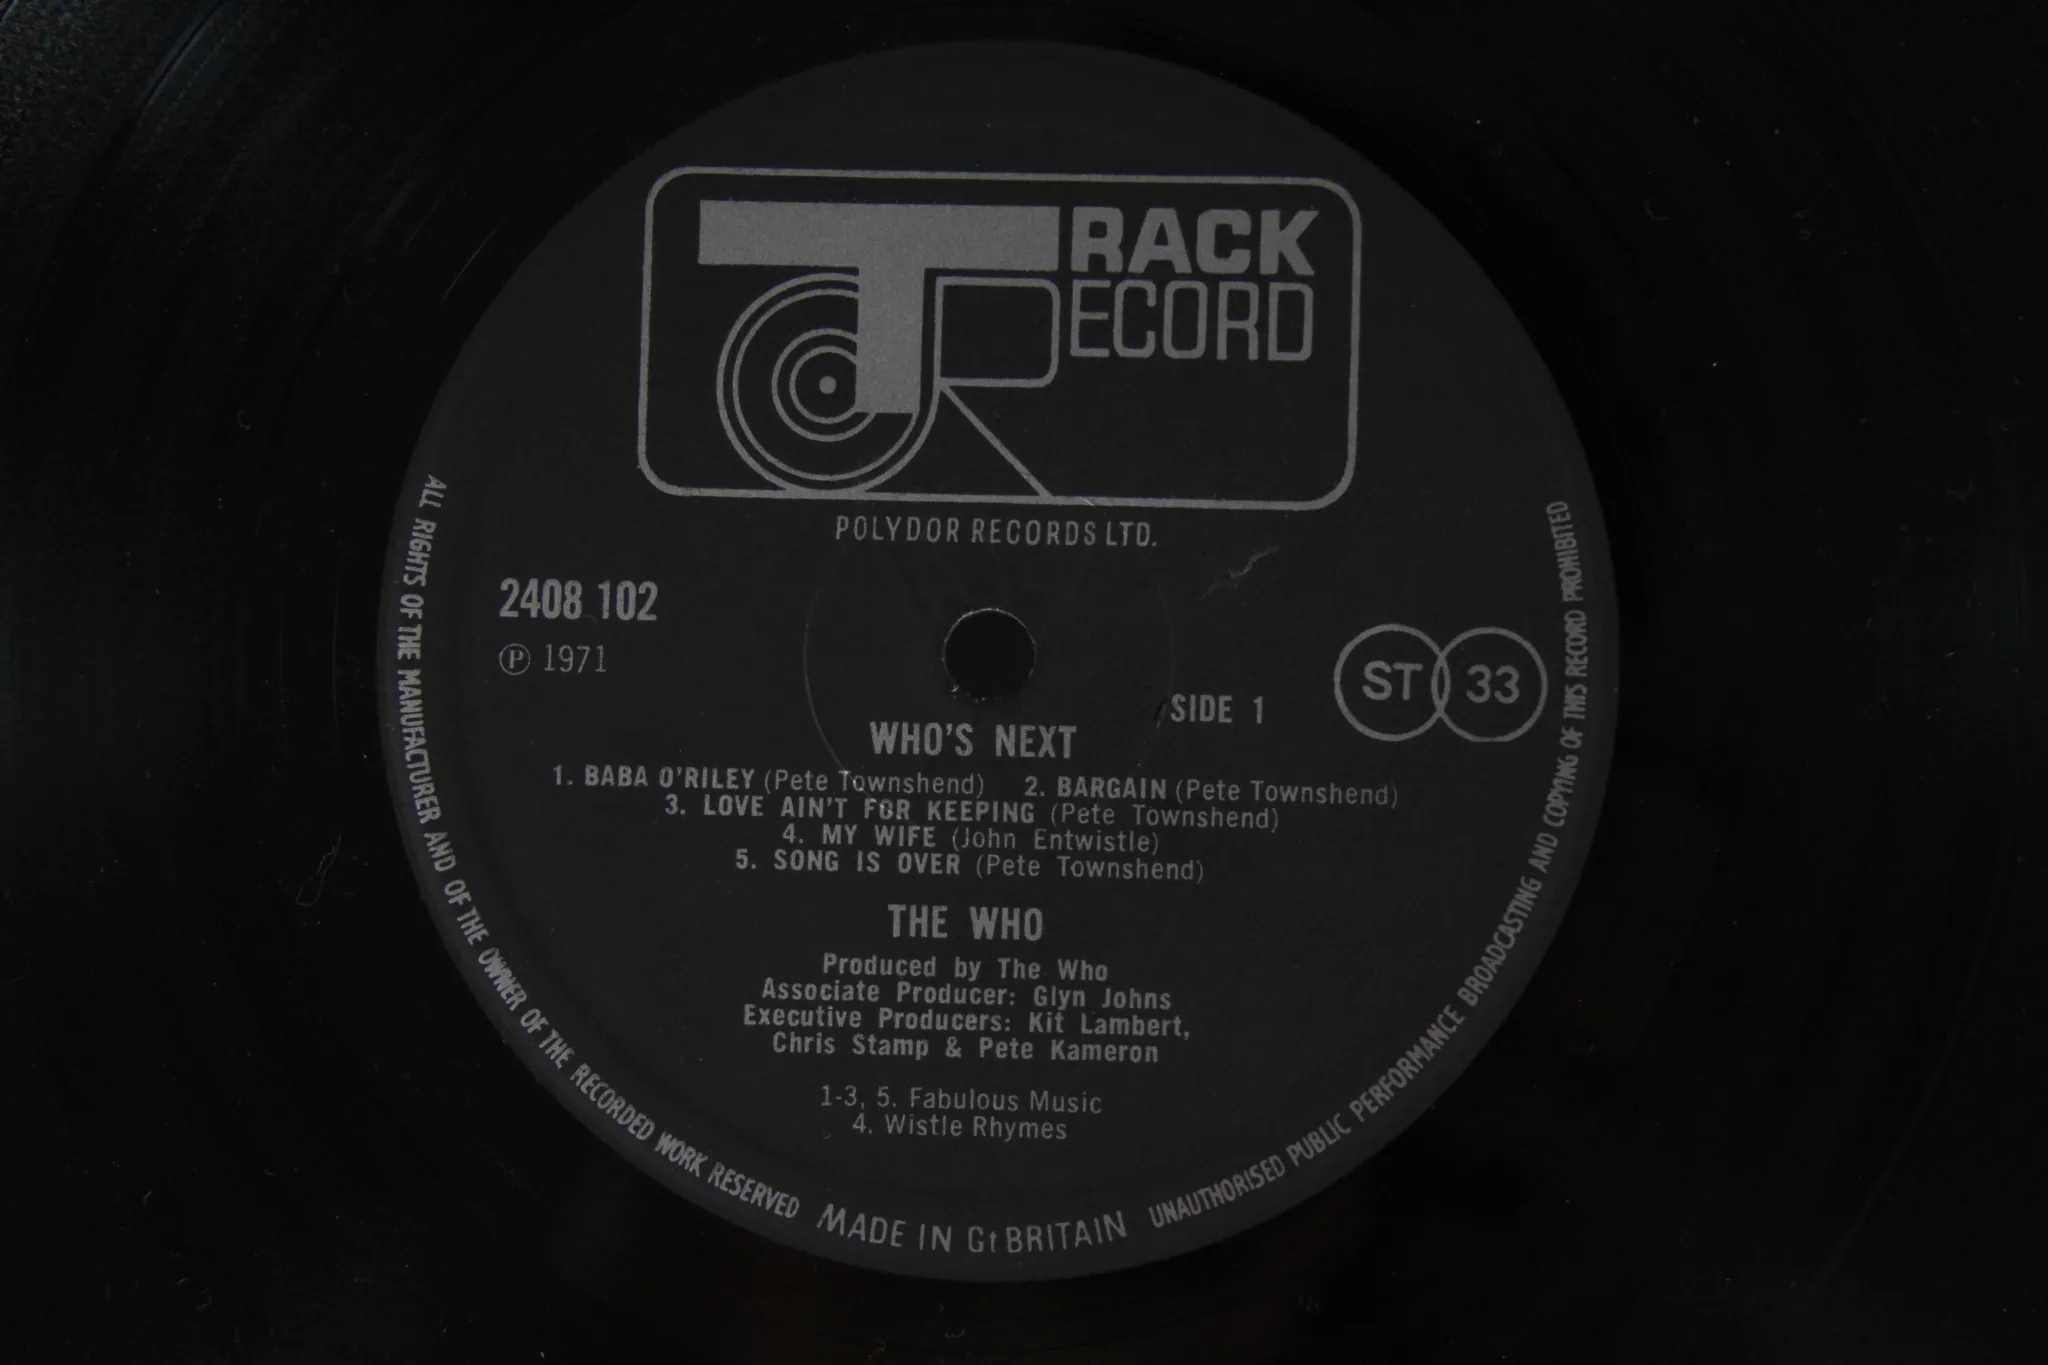 TRACK
RECORD
POLYDOR RECORDS LTD.
2408 102
℗ 1971
ST 33
SIDE 1
WHO'S NEXT
1. BABA O'RILEY (Pete Townshend) 2. BARGAIN (Pete Townshend)
3. LOVE AIN'T FOR KEEPING (Pete Townshend)
4. MY WIFE (John Entwistle)
5. SONG IS OVER (Pete Townshend)
THE WHO
Produced by The Who
Associate Producer: Glyn Johns
Executive Producers: Kit Lambert,
Chris Stamp & Pete Kameron
1-3, 5. Fabulous Music
4. Wistle Rhymes
ALL RIGHTS OF THE MANUFACTURER AND OF THE OWNER OF THE RECORDED WORK RESERVED MADE IN Gt BRITAIN UNAUTHORISED PUBLIC PERFORMANCE BROADCASTING AND COPYING OF THIS RECORD PROHIBITED